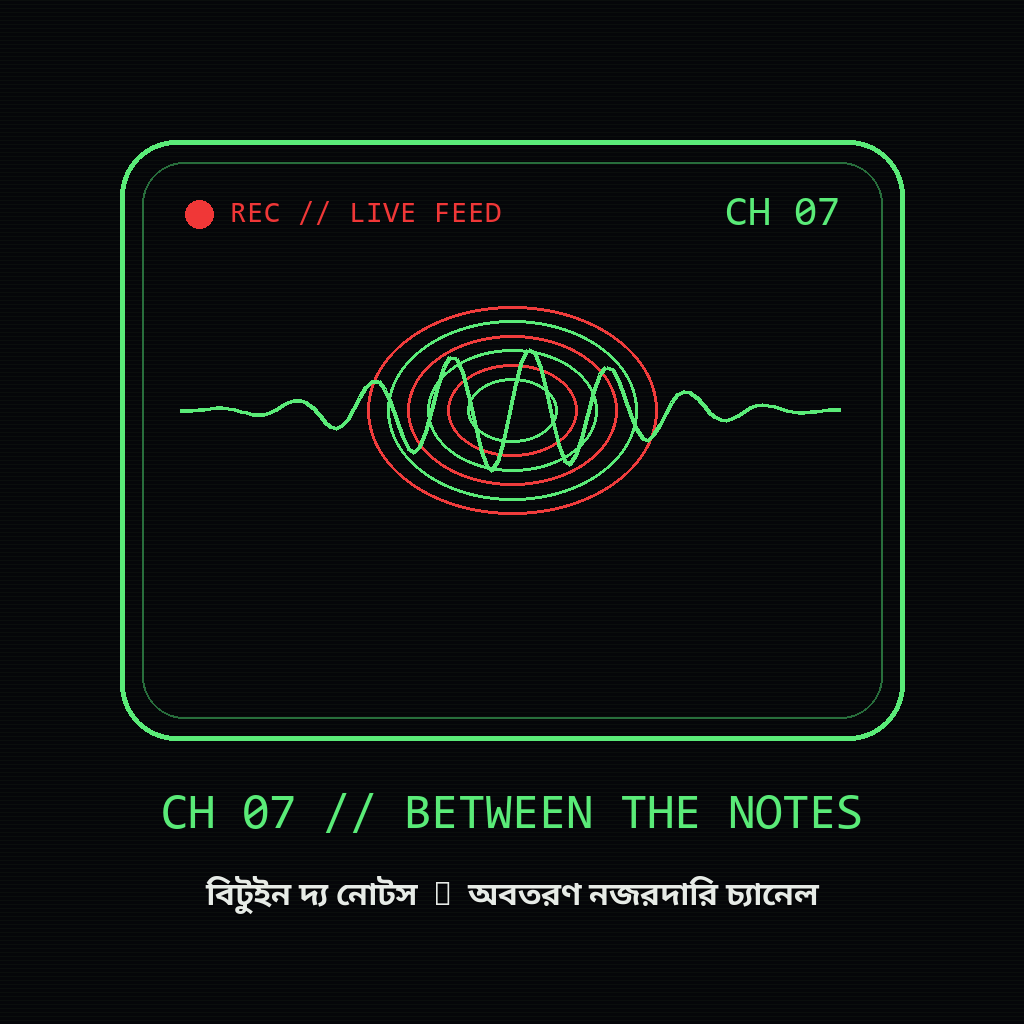 REC // LIVE FEED
CH 07
CH 07 // BETWEEN THE NOTES
বিটুইন দ্য নোটস ▯ অবতরণ নজরদারি চ্যানেল